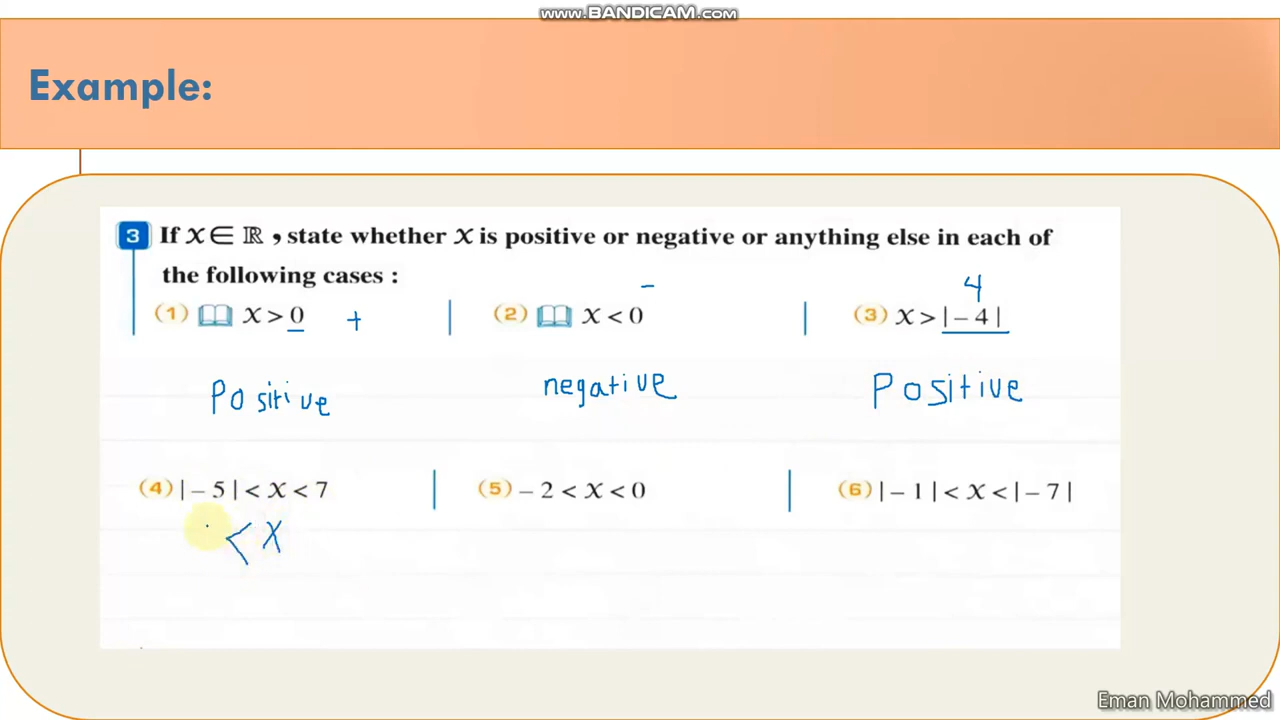 www.BANDICAM.com
Example:
3 If x ∈ ℝ , state whether x is positive or negative or anything else in each of
the following cases :
(1) x > 0 +
(2) x < 0 −
(3) x > | – 4 | 4
Positive
negative
Positive
(4) | – 5 | < x < 7
(5) – 2 < x < 0
(6) | – 1 | < x < | – 7 |
< x
Eman Mohammed